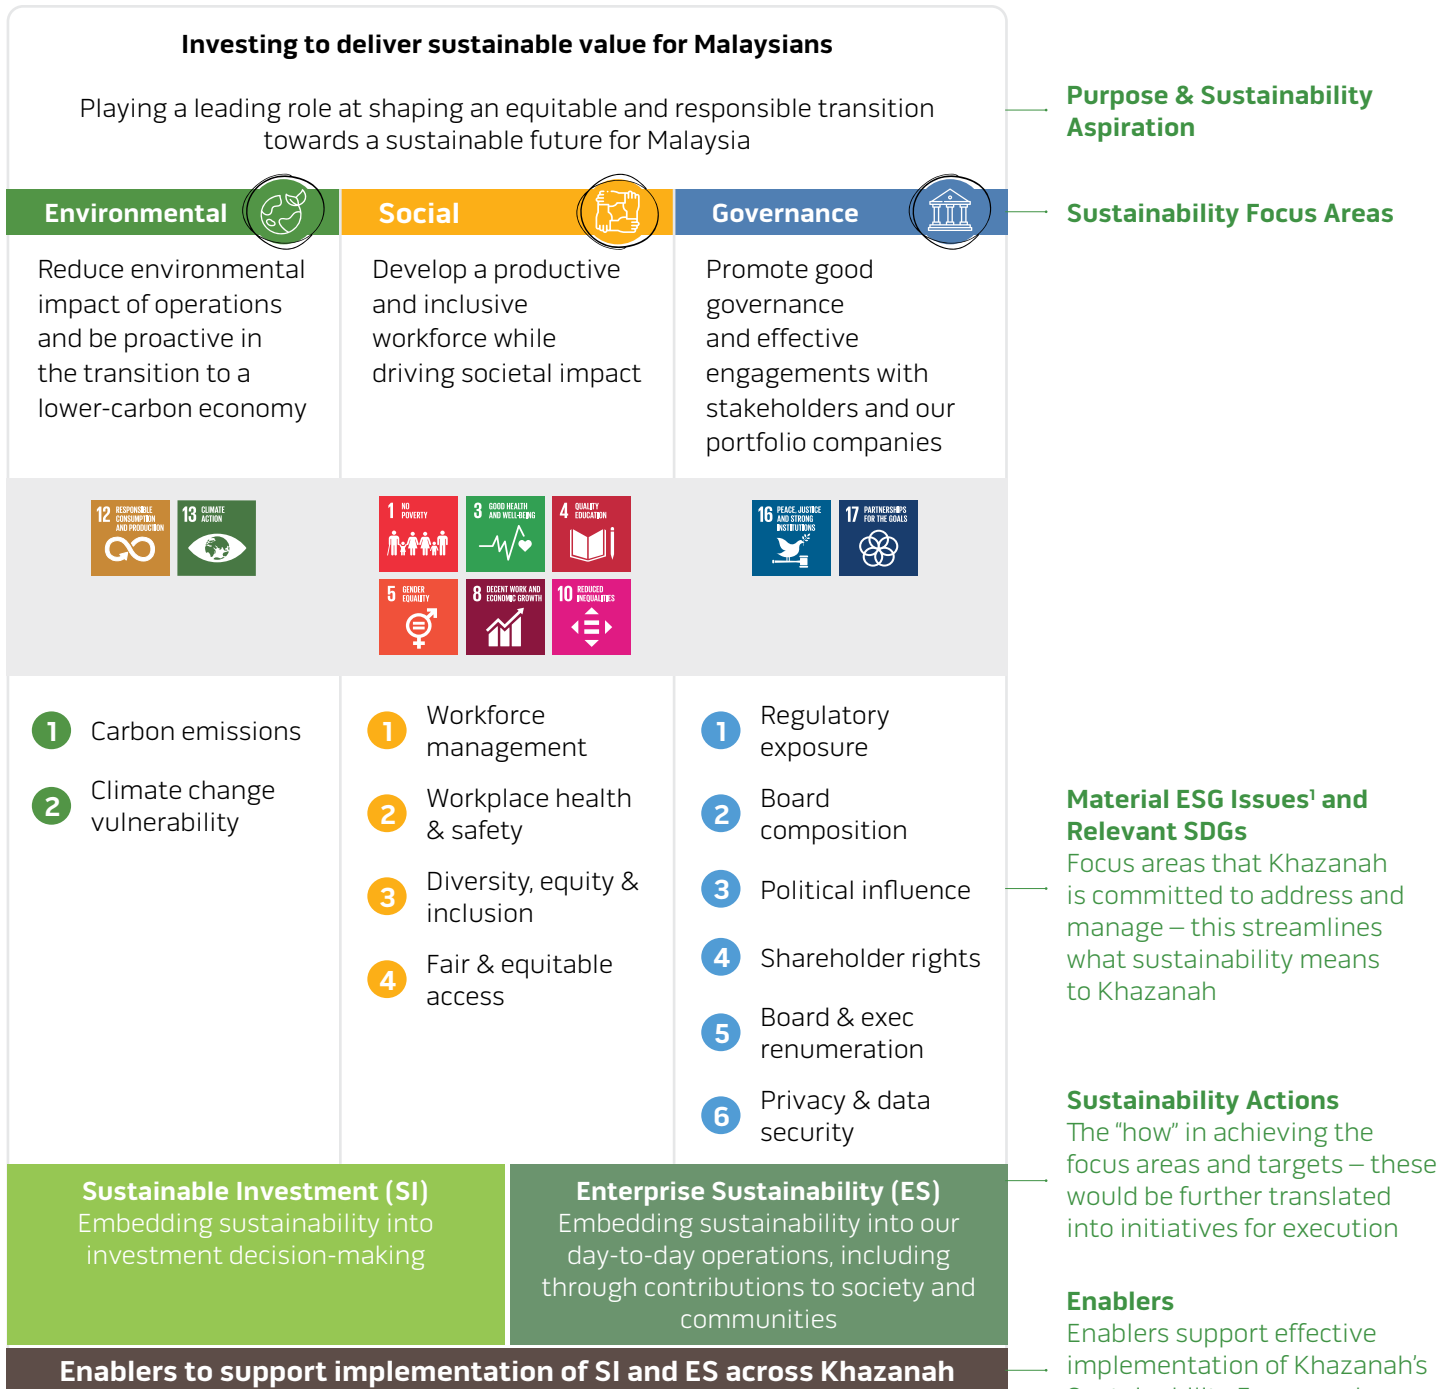 Investing to deliver sustainable value for Malaysians
Playing a leading role at shaping an equitable and responsible transition
towards a sustainable future for Malaysia
Purpose & Sustainability
Aspiration
Environmental
Social
Governance
Sustainability Focus Areas
Reduce environmental
impact of operations
and be proactive in
the transition to a
lower-carbon economy
Develop a productive
and inclusive
workforce while
driving societal impact
Promote good
governance
and effective
engagements with
stakeholders and our
portfolio companies
12 RESPONSIBLE
CONSUMPTION
AND PRODUCTION
13 CLIMATE
ACTION
1 NO
POVERTY
3 GOOD HEALTH
AND WELL-BEING
4 QUALITY
EDUCATION
5 GENDER
EQUALITY
8 DECENT WORK AND
ECONOMIC GROWTH
10 REDUCED
INEQUALITIES
16 PEACE, JUSTICE
AND STRONG
INSTITUTIONS
17 PARTNERSHIPS
FOR THE GOALS
1 Carbon emissions
2 Climate change
vulnerability
1 Workforce
management
2 Workplace health
& safety
3 Diversity, equity &
inclusion
4 Fair & equitable
access
1 Regulatory
exposure
2 Board
composition
3 Political influence
4 Shareholder rights
5 Board & exec
renumeration
6 Privacy & data
security
Material ESG Issues¹ and
Relevant SDGs
Focus areas that Khazanah
is committed to address and
manage – this streamlines
what sustainability means
to Khazanah
Sustainable Investment (SI)
Embedding sustainability into
investment decision-making
Enterprise Sustainability (ES)
Embedding sustainability into our
day-to-day operations, including
through contributions to society and
communities
Sustainability Actions
The “how” in achieving the
focus areas and targets – these
would be further translated
into initiatives for execution
Enablers to support implementation of SI and ES across Khazanah
Enablers
Enablers support effective
implementation of Khazanah’s